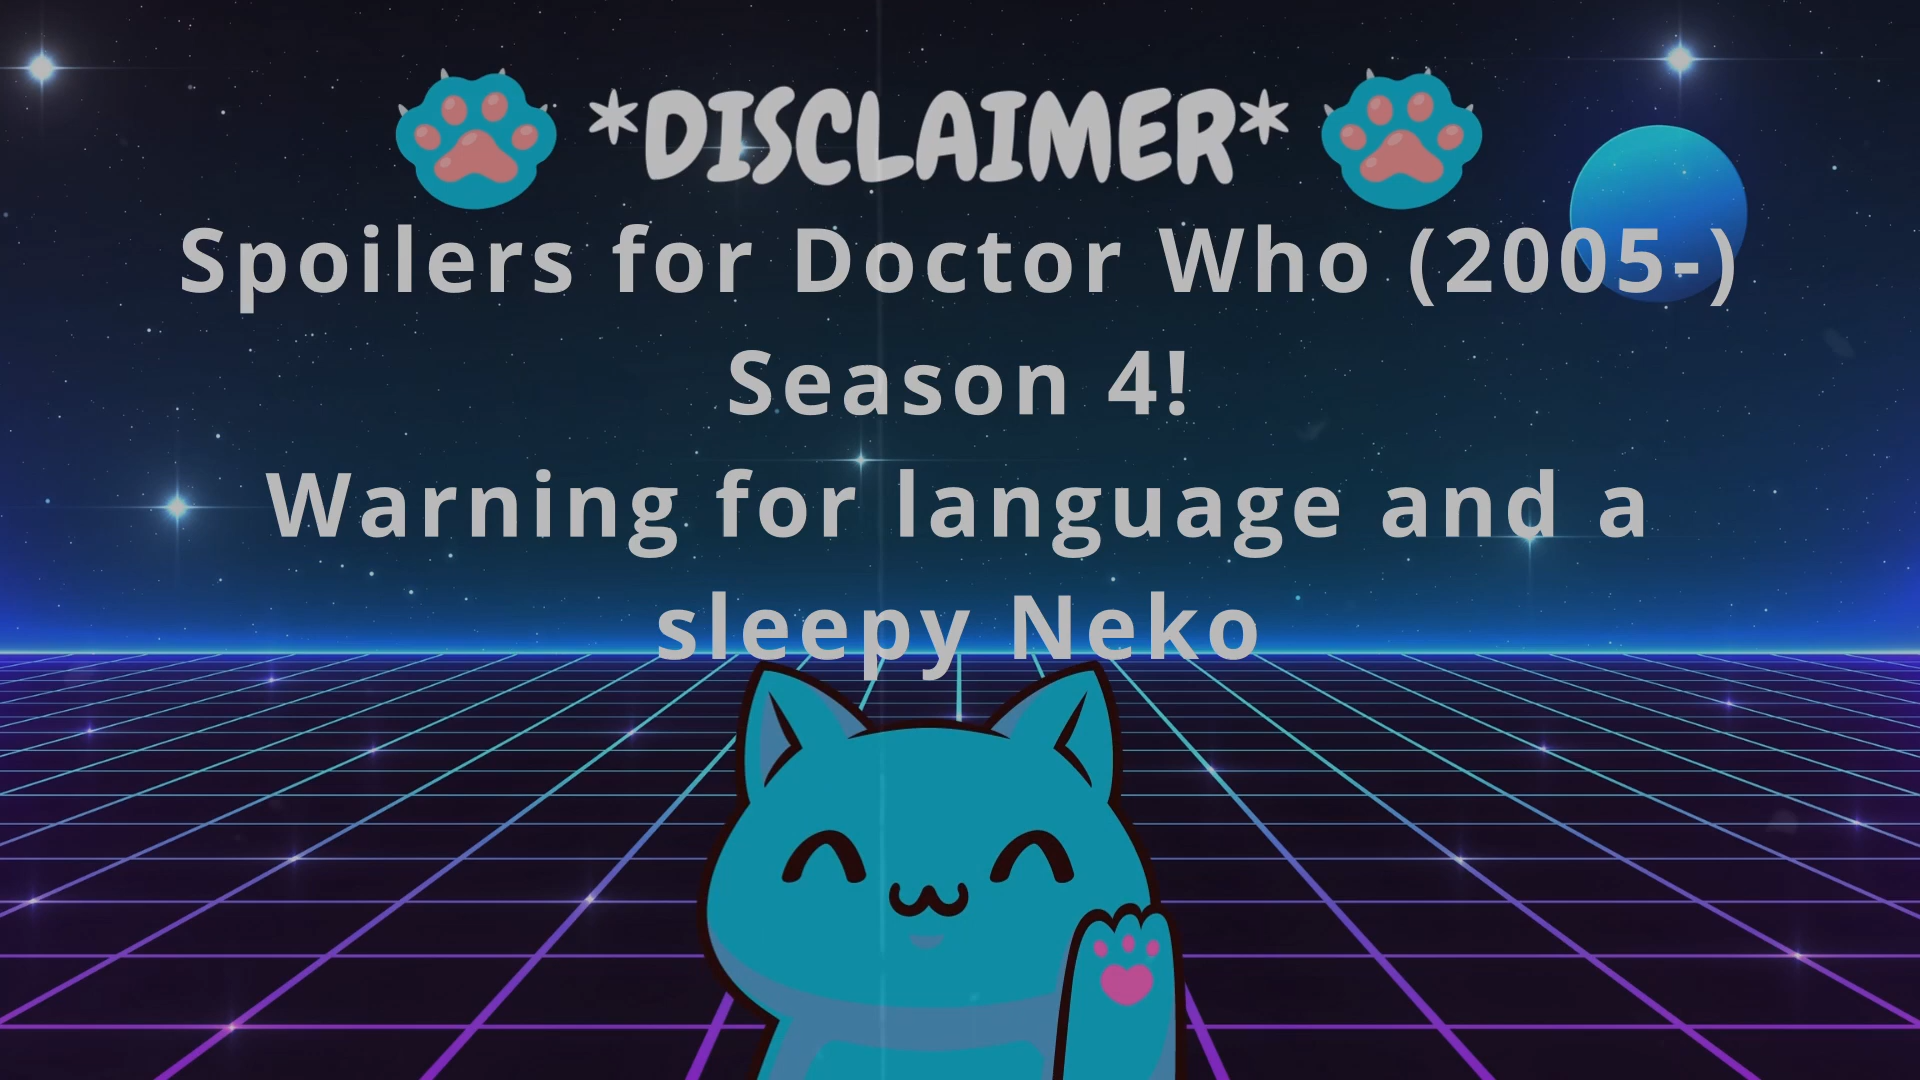 *DISCLAIMER*
Spoilers for Doctor Who (2005-)
Season 4!
Warning for language and a
sleepy Neko